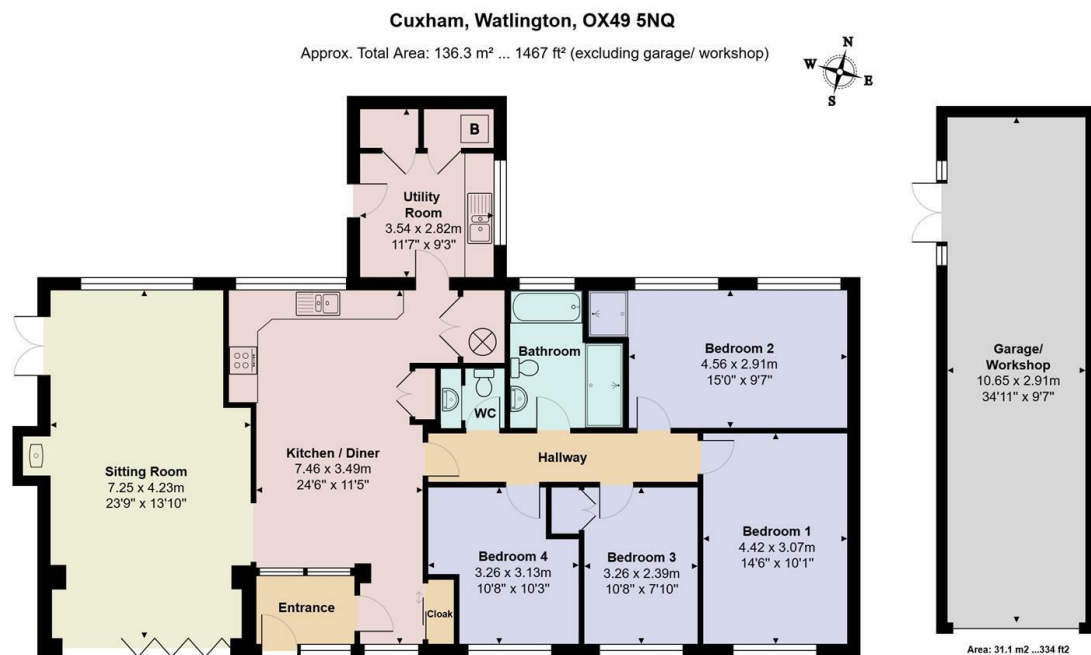 Cuxham, Watlington, OX49 5NQ
Approx. Total Area: 136.3 m² ... 1467 ft² (excluding garage/ workshop)
N
W
E
S
B
Utility
Room
3.54 x 2.82m
11'7" x 9'3"
Bathroom
Bedroom 2
4.56 x 2.91m
15'0" x 9'7"
Garage/
Workshop
10.65 x 2.91m
34'11" x 9'7"
WC
Kitchen / Diner
7.46 x 3.49m
24'6" x 11'5"
Hallway
Sitting Room
7.25 x 4.23m
23'9" x 13'10"
Bedroom 1
4.42 x 3.07m
14'6" x 10'1"
Bedroom 4
3.26 x 3.13m
10'8" x 10'3"
Bedroom 3
3.26 x 2.39m
10'8" x 7'10"
Entrance
Cloak
Area: 31.1 m2 ...334 ft2